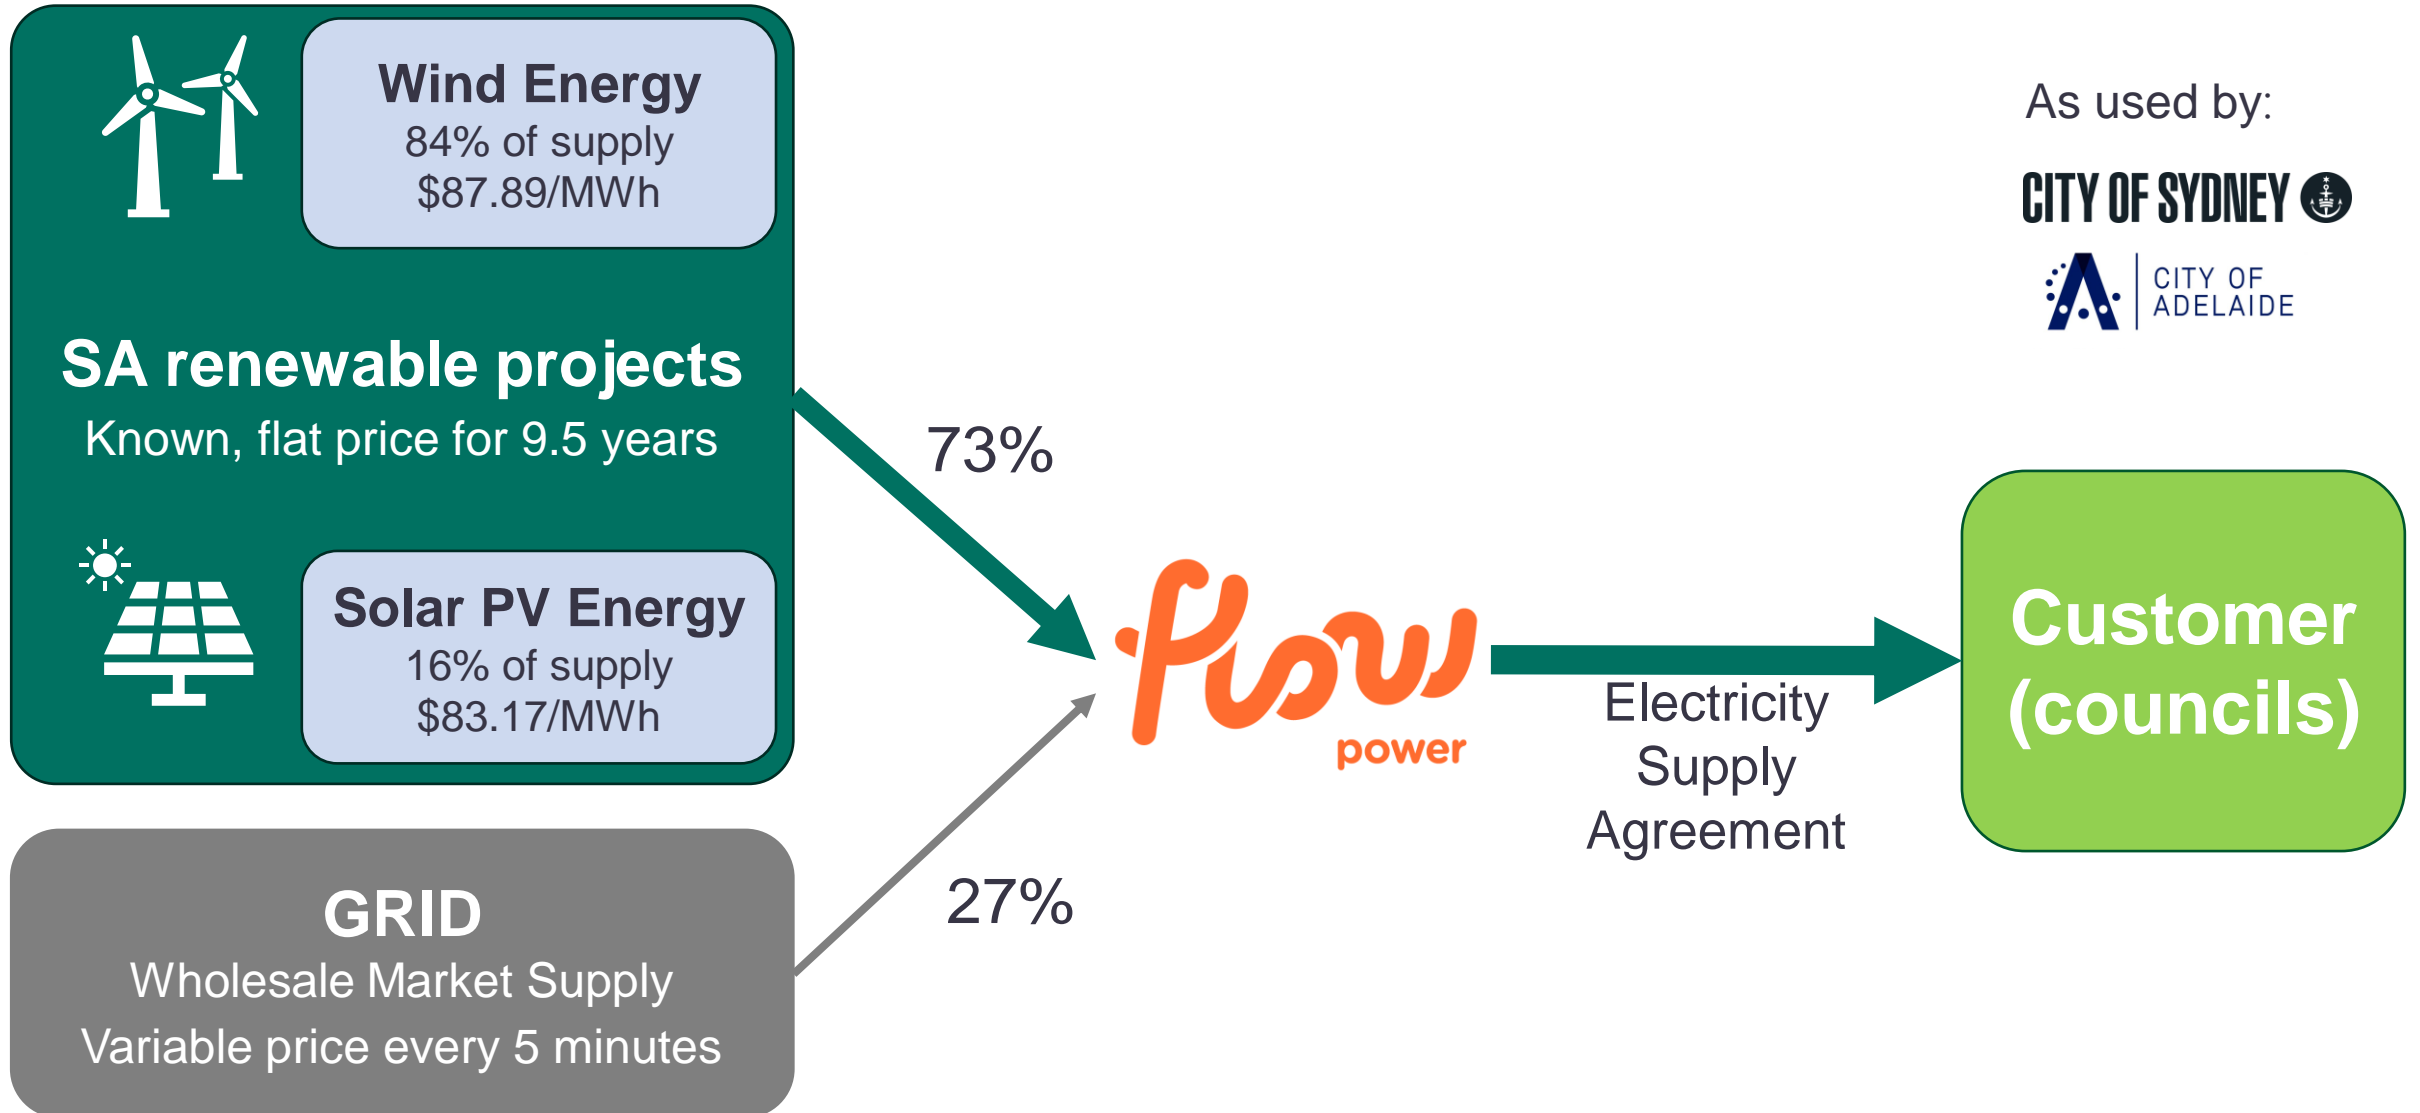 Wind Energy
84% of supply
$87.89/MWh
SA renewable projects
Known, flat price for 9.5 years
Solar PV Energy
16% of supply
$83.17/MWh
GRID
Wholesale Market Supply
Variable price every 5 minutes
73%
27%
flow
power
Electricity
Supply
Agreement
As used by:
CITY OF SYDNEY
CITY OF
ADELAIDE
Customer
(councils)